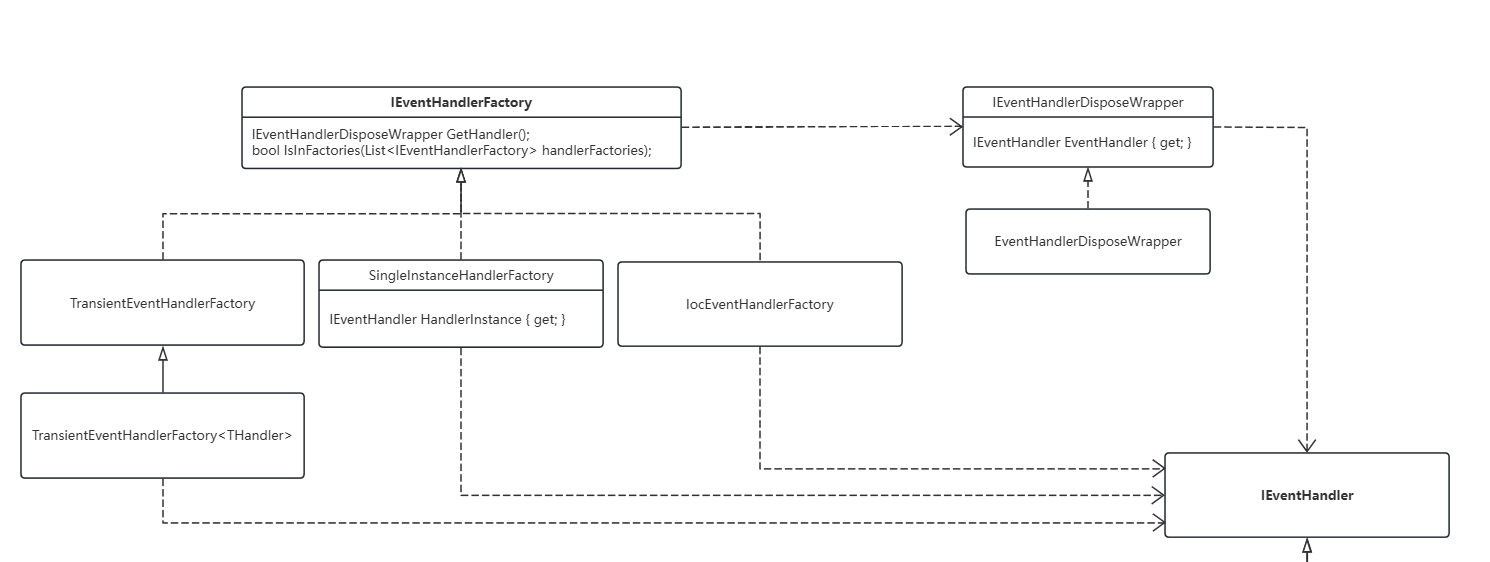 IEventHandlerFactory
IEventHandlerDisposeWrapper GetHandler();
bool IsInFactories(List<IEventHandlerFactory> handlerFactories);
IEventHandlerDisposeWrapper
IEventHandler EventHandler { get; }
EventHandlerDisposeWrapper
TransientEventHandlerFactory
SingleInstanceHandlerFactory
IEventHandler HandlerInstance { get; }
IocEventHandlerFactory
TransientEventHandlerFactory<THandler>
IEventHandler